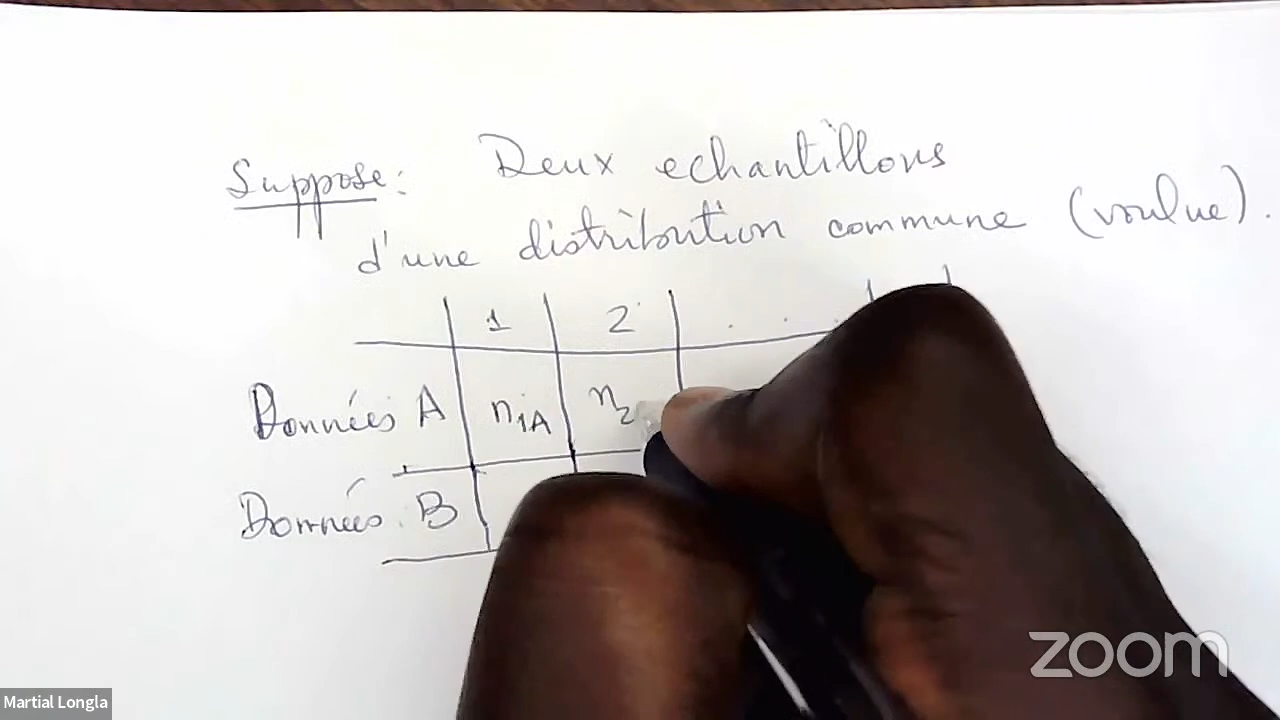 Suppose: Deux echantillons
d'une distribution commune (voulue).
1 2 . . .
Données A n1A n2
Données B
zoom
Martial Longla